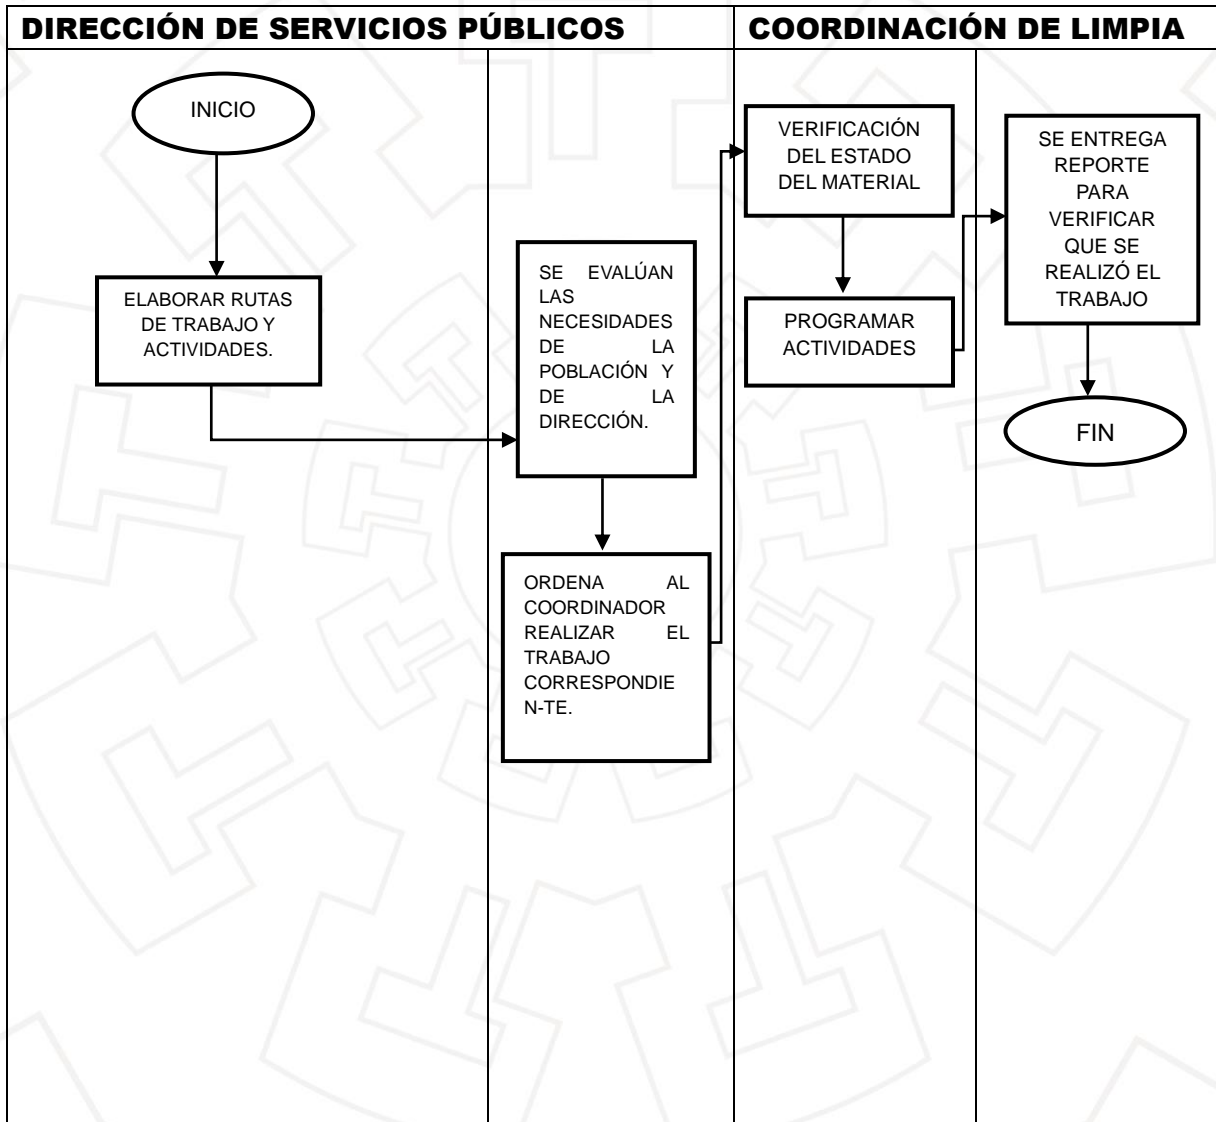 DIRECCIÓN DE SERVICIOS PÚBLICOS
COORDINACIÓN DE LIMPIA
INICIO
ELABORAR RUTAS
DE TRABAJO Y
ACTIVIDADES.
SE EVALÚAN
LAS
NECESIDADES
DE LA
POBLACIÓN Y
DE LA
DIRECCIÓN.
ORDENA AL
COORDINADOR
REALIZAR EL
TRABAJO
CORRESPONDIE
N-TE.
VERIFICACIÓN
DEL ESTADO
DEL MATERIAL
PROGRAMAR
ACTIVIDADES
SE ENTREGA
REPORTE
PARA
VERIFICAR
QUE SE
REALIZÓ EL
TRABAJO
FIN